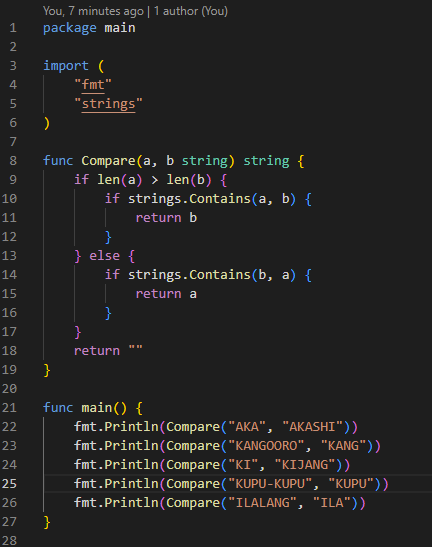 You, 7 minutes ago | 1 author (You)
1 package main
2
3 import (
4     "fmt"
5     "strings"
6 )
7
8 func Compare(a, b string) string {
9     if len(a) > len(b) {
10         if strings.Contains(a, b) {
11             return b
12         }
13     } else {
14         if strings.Contains(b, a) {
15             return a
16         }
17     }
18     return ""
19 }
20
21 func main() {
22     fmt.Println(Compare("AKA", "AKASHI"))
23     fmt.Println(Compare("KANGOORO", "KANG"))
24     fmt.Println(Compare("KI", "KIJANG"))
25     fmt.Println(Compare("KUPU-KUPU", "KUPU"))
26     fmt.Println(Compare("ILALANG", "ILA"))
27 }
28